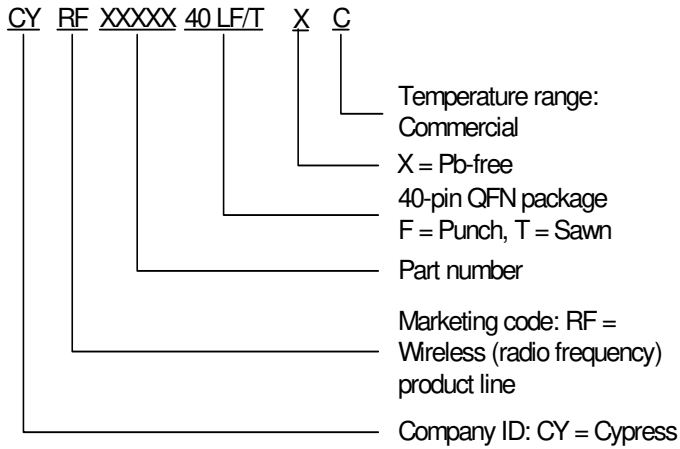 CY RF XXXXX 40 LF/T X C
Temperature range:
Commercial
X = Pb-free
40-pin QFN package
F = Punch, T = Sawn
Part number
Marketing code: RF =
Wireless (radio frequency)
product line
Company ID: CY = Cypress